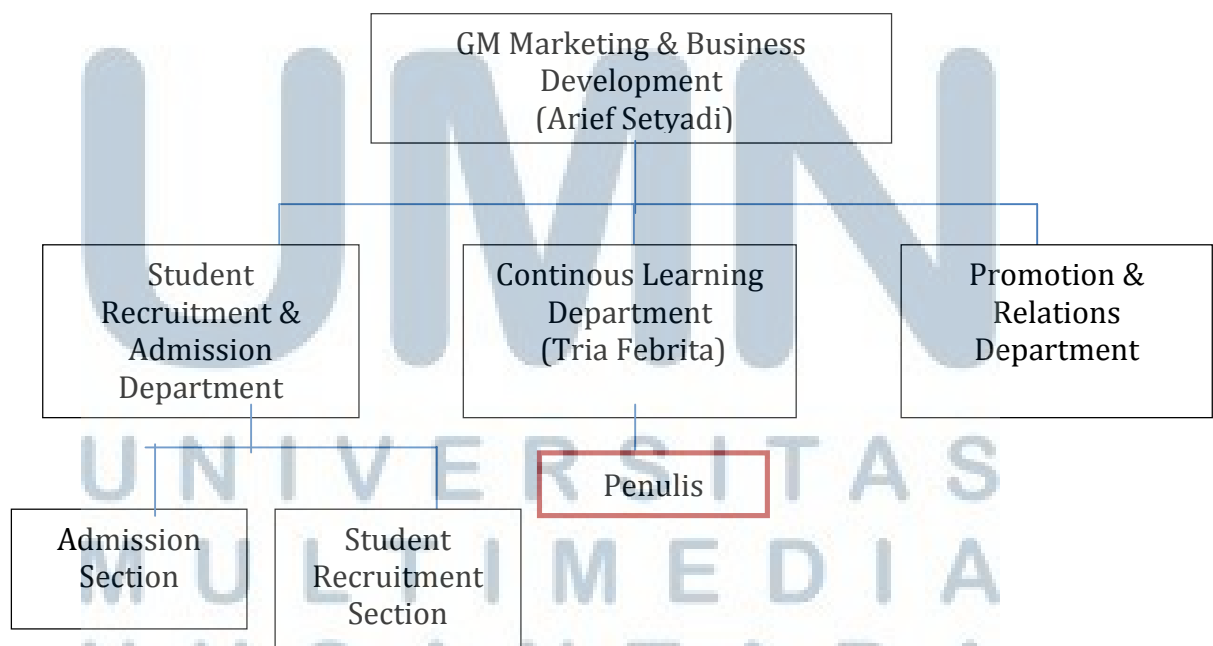 GM Marketing & Business
Development
(Arief Setyadi)
Student
Recruitment &
Admission
Department
Continous Learning
Department
(Tria Febrita)
Promotion &
Relations
Department
Penulis
Admission
Section
Student
Recruitment
Section
UMN
UNIVERSITAS
MULTIMEDIA